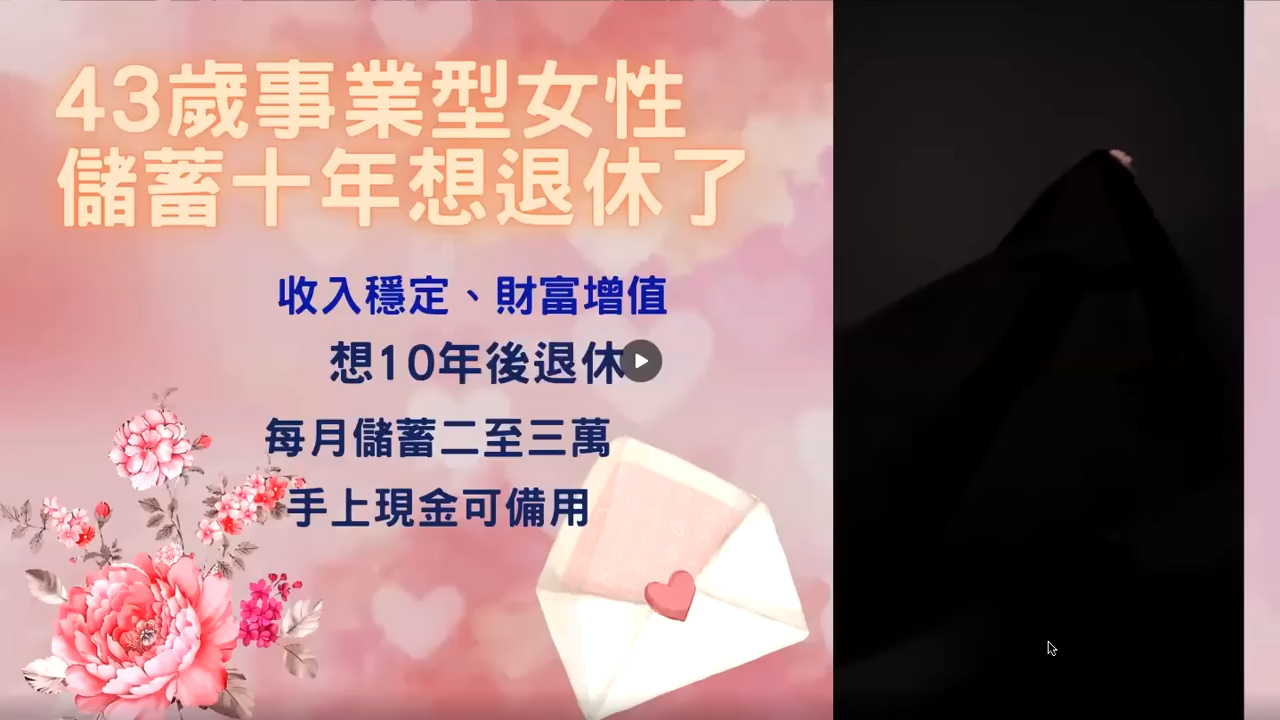 43歲事業型女性
儲蓄十年想退休了
收入穩定、財富增值
想10年後退休
每月儲蓄二至三萬
手上現金可備用